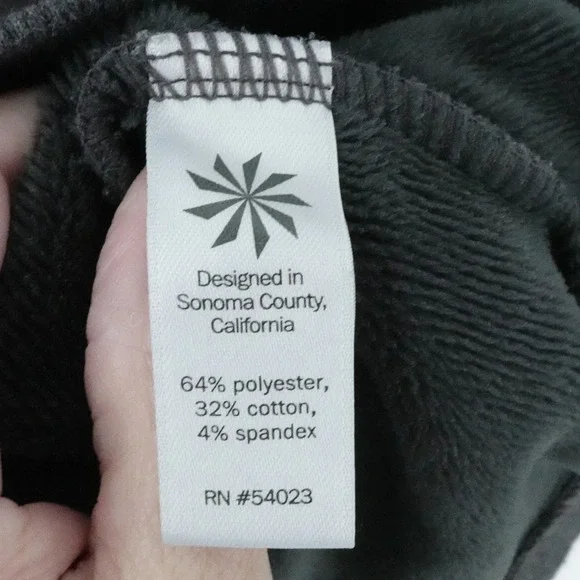 Designed in
Sonoma County,
California
64% polyester,
32% cotton,
4% spandex
RN #54023